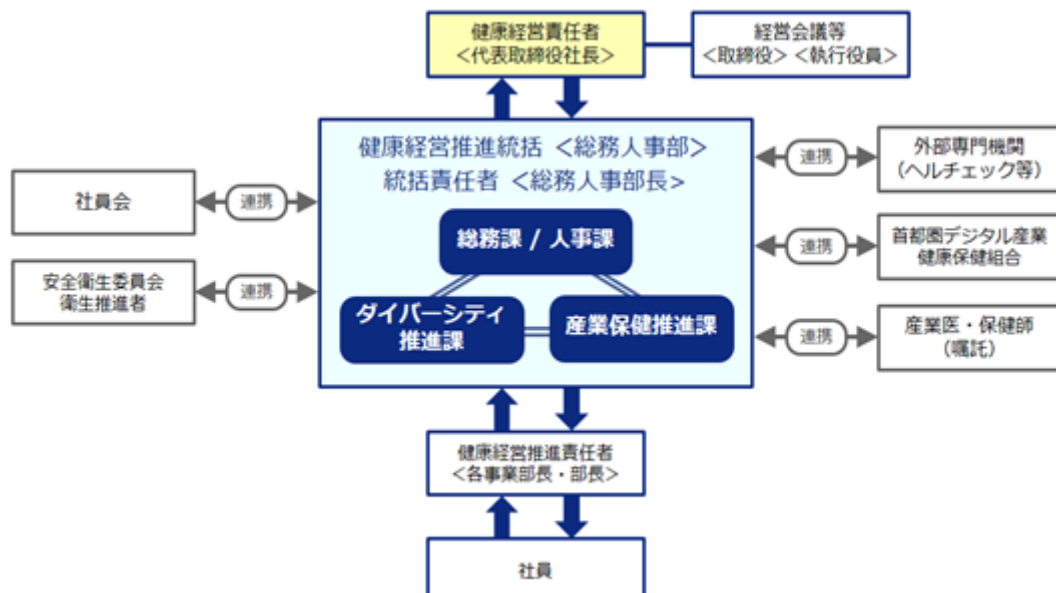 健康経営責任者
＜代表取締役社長＞
経営会議等
＜取締役＞ ＜執行役員＞
健康経営推進統括 ＜総務人事部＞
統括責任者 ＜総務人事部長＞
総務課 / 人事課
ダイバーシティ
推進課
産業保健推進課
社員会
連携
安全衛生委員会
衛生推進者
連携
連携
外部専門機関
（ヘルチェック等）
連携
首都圏デジタル産業
健康保険組合
連携
産業医・保健師
（嘱託）
健康経営推進責任者
＜各事業部長・部長＞
社員